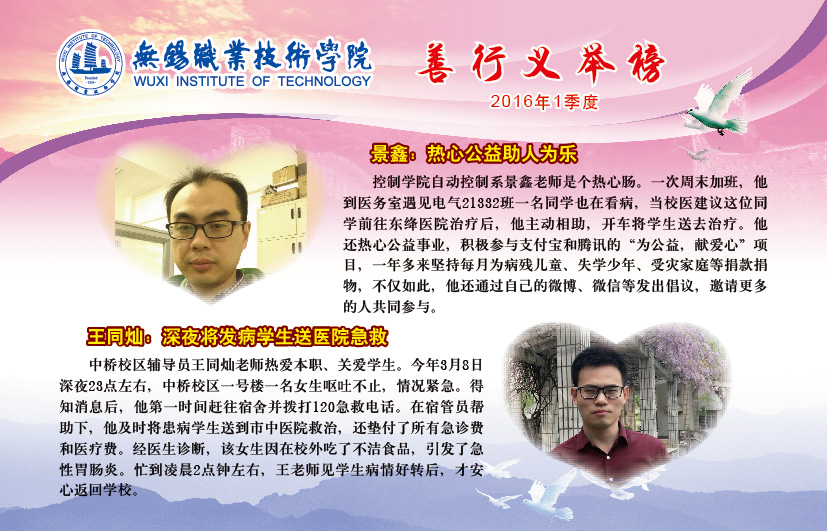 無錫職業技術學院
WUXI INSTITUTE OF TECHNOLOGY
善行义举榜
2016年1季度
景鑫：热心公益助人为乐
控制学院自动控制系景鑫老师是个热心肠。一次周末加班，他
到医务室遇见电气21332班一名同学也在看病，当校医建议这位同
学前往东绛医院治疗后，他主动相助，开车将学生送去治疗。他
还热心公益事业，积极参与支付宝和腾讯的“为公益，献爱心”项
目，一年多来坚持每月为病残儿童、失学少年、受灾家庭等捐款捐
物，不仅如此，他还通过自己的微博、微信等发出倡议，邀请更多
的人共同参与。
王同灿：深夜将发病学生送医院急救
中桥校区辅导员王同灿老师热爱本职、关爱学生。今年3月8日
深夜23点左右，中桥校区一号楼一名女生呕吐不止，情况紧急。得
知消息后，他第一时间赶往宿舍并拨打120急救电话。在宿管员帮
助下，他及时将患病学生送到市中医院救治，还垫付了所有急诊费
和医疗费。经医生诊断，该女生因在校外吃了不洁食品，引发了急
性胃肠炎。忙到凌晨2点钟左右，王老师见学生病情好转后，才安
心返回学校。